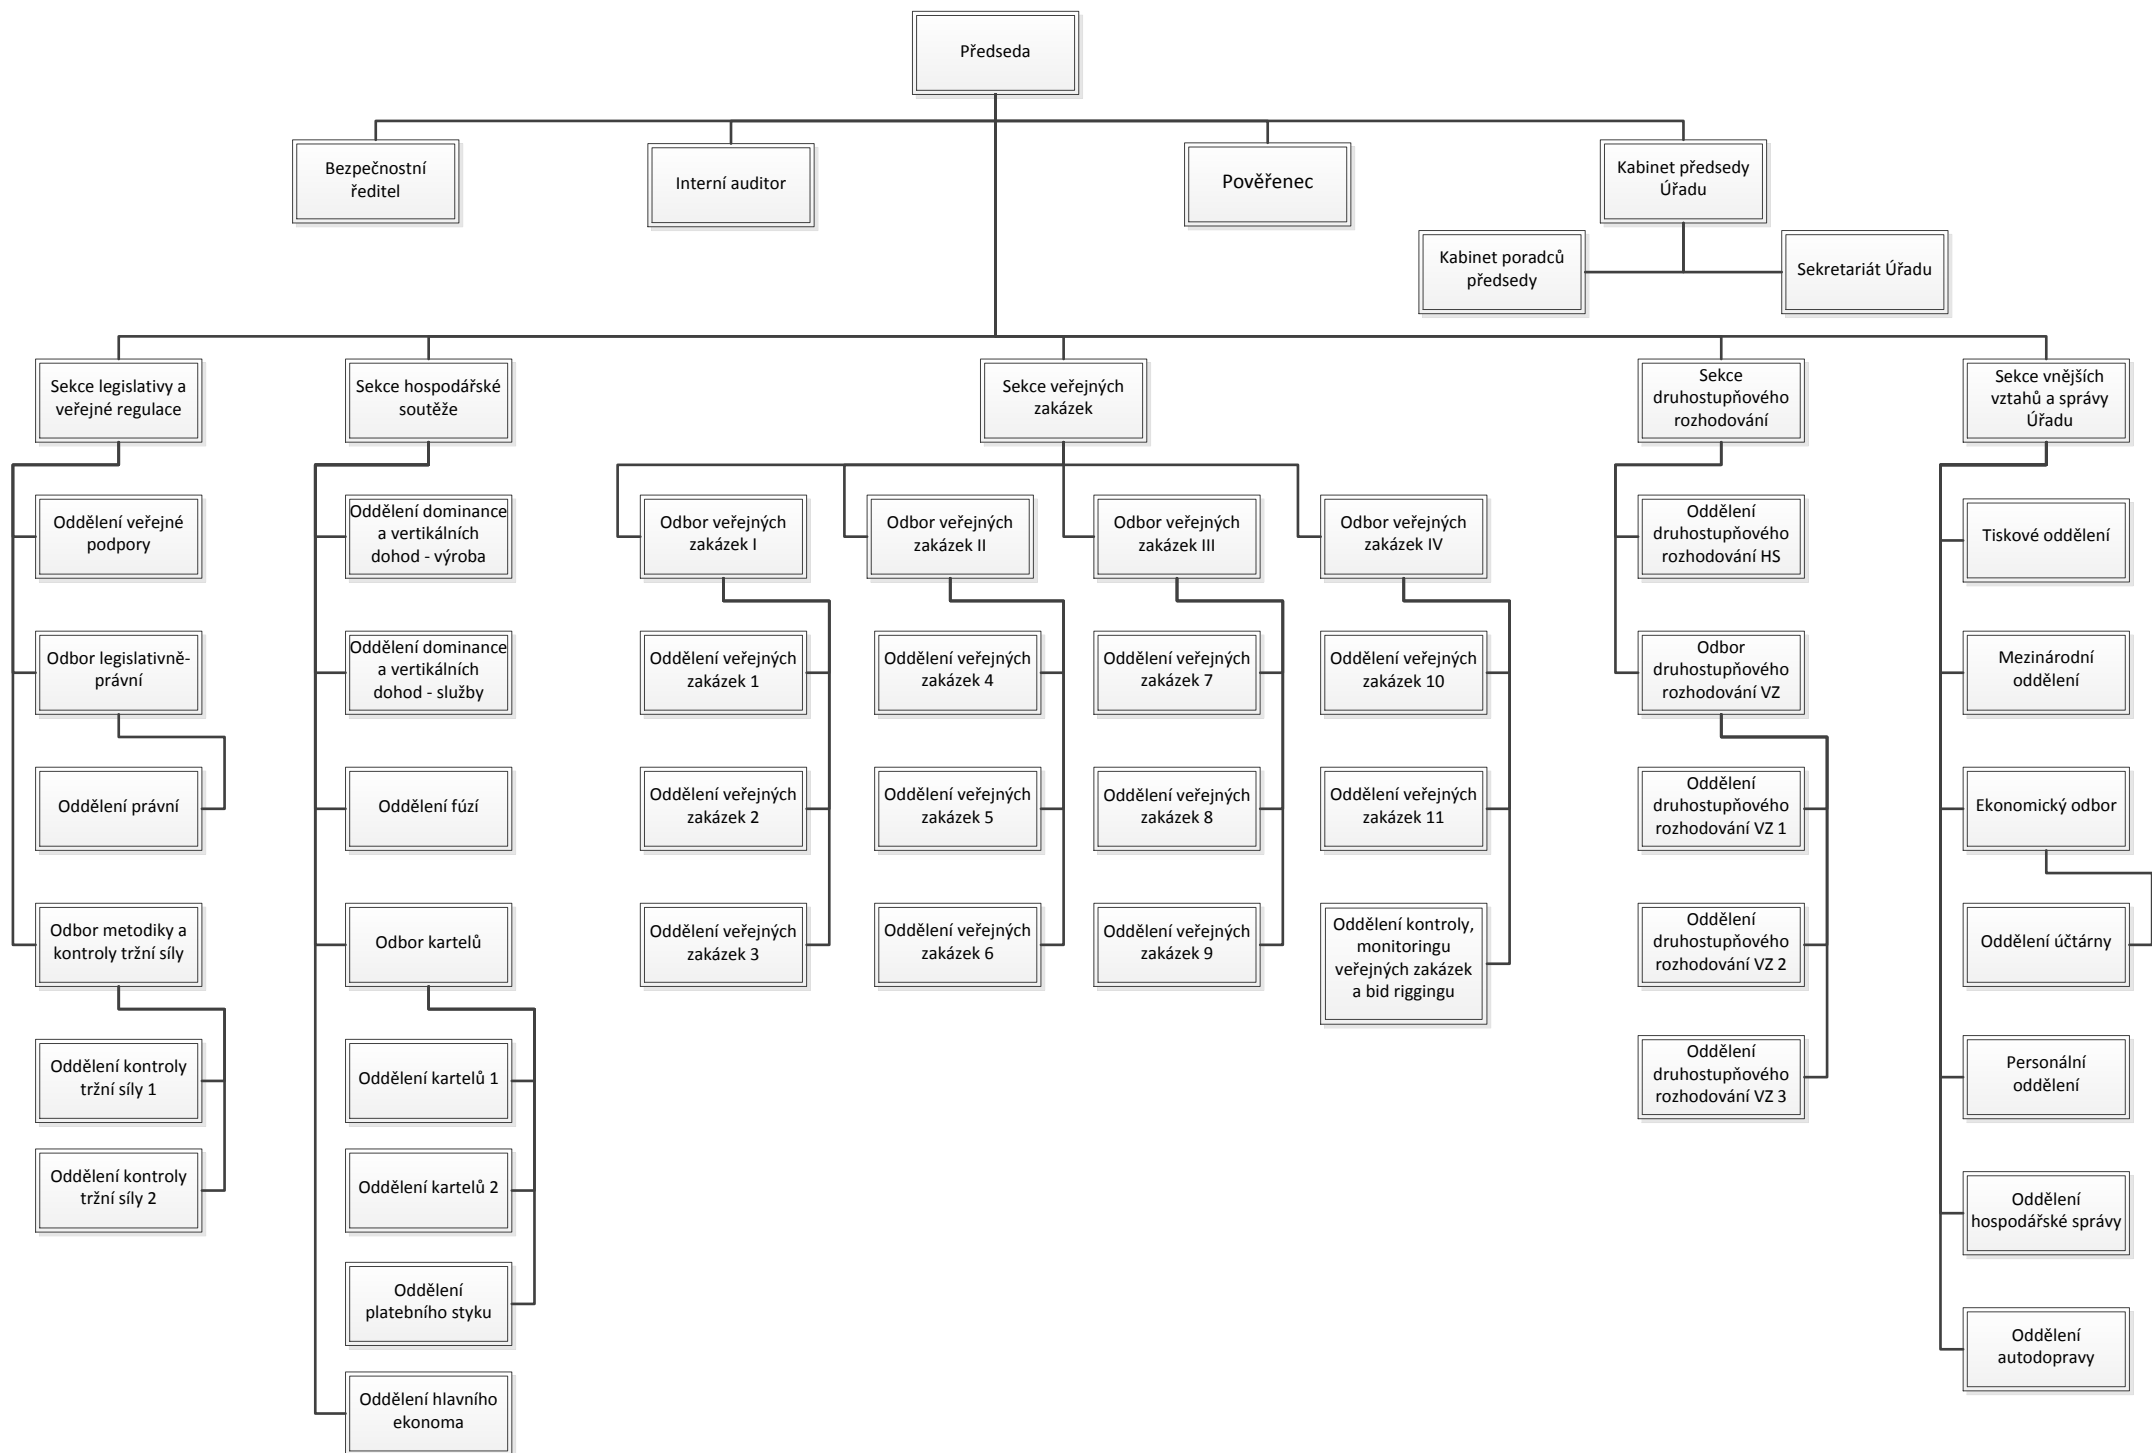 Předseda
Bezpečnostní
ředitel
Interní auditor
Pověřenec
Kabinet předsedy
Úřadu
Kabinet poradců
předsedy
Sekretariát Úřadu
Sekce legislativy a
veřejné regulace
Sekce hospodářské
soutěže
Sekce veřejných
zakázek
Sekce
druhostupňového
rozhodování
Sekce vnějších
vztahů a správy
Úřadu
Oddělení veřejné
podpory
Oddělení dominance
a vertikálních
dohod - výroba
Odbor veřejných
zakázek I
Odbor veřejných
zakázek II
Odbor veřejných
zakázek III
Odbor veřejných
zakázek IV
Oddělení
druhostupňového
rozhodování HS
Tiskové oddělení
Odbor legislativně-
právní
Oddělení dominance
a vertikálních
dohod - služby
Oddělení veřejných
zakázek 1
Oddělení veřejných
zakázek 4
Oddělení veřejných
zakázek 7
Oddělení veřejných
zakázek 10
Odbor
druhostupňového
rozhodování VZ
Mezinárodní
oddělení
Oddělení právní
Oddělení fúzí
Oddělení veřejných
zakázek 2
Oddělení veřejných
zakázek 5
Oddělení veřejných
zakázek 8
Oddělení veřejných
zakázek 11
Oddělení
druhostupňového
rozhodování VZ 1
Ekonomický odbor
Odbor metodiky a
kontroly tržní síly
Odbor kartelů
Oddělení veřejných
zakázek 3
Oddělení veřejných
zakázek 6
Oddělení veřejných
zakázek 9
Oddělení kontroly,
monitoringu
veřejných zakázek
a bid riggingu
Oddělení
druhostupňového
rozhodování VZ 2
Oddělení účtárny
Oddělení kontroly
tržní síly 1
Oddělení kartelů 1
Oddělení
druhostupňového
rozhodování VZ 3
Personální
oddělení
Oddělení kontroly
tržní síly 2
Oddělení kartelů 2
Oddělení
hospodářské správy
Oddělení
platebního styku
Oddělení
autodopravy
Oddělení hlavního
ekonoma